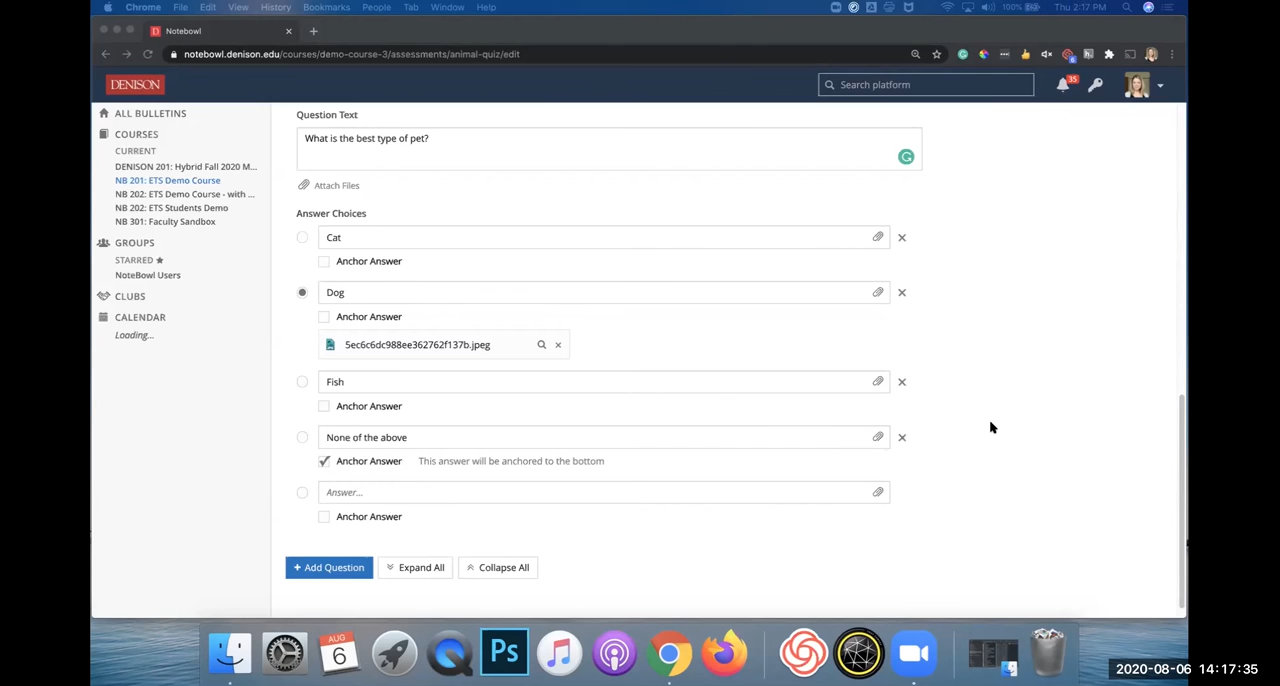 Chrome File Edit View History Bookmarks People Tab Window Help 100% Thu 2:17 PM
Notebowl
notebowl.denison.edu/courses/demo-course-3/assessments/animal-quiz/edit
DENISON Search platform 35
ALL BULLETINS
COURSES
CURRENT
DENISON 201: Hybrid Fall 2020 M...
NB 201: ETS Demo Course
NB 202: ETS Demo Course - with ...
NB 202: ETS Students Demo
NB 301: Faculty Sandbox
GROUPS
STARRED
NoteBowl Users
CLUBS
CALENDAR
Loading...
Question Text
What is the best type of pet?
Attach Files
Answer Choices
Cat
Anchor Answer
Dog
Anchor Answer
5ec6c6dc988ee362762f137b.jpeg
Fish
Anchor Answer
None of the above
Anchor Answer This answer will be anchored to the bottom
Answer...
Anchor Answer
+ Add Question Expand All Collapse All
AUG
6
Ps
2020-08-06 14:17:35